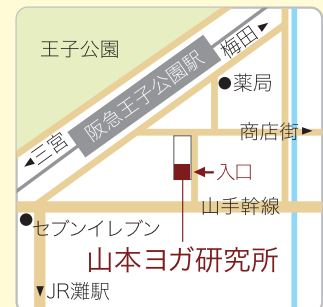 王子公園
梅田▶
阪急王子公園駅
●薬局
◀三宮
商店街▶
←入口
山手幹線
●セブンイレブン
山本ヨガ研究所
▼JR灘駅